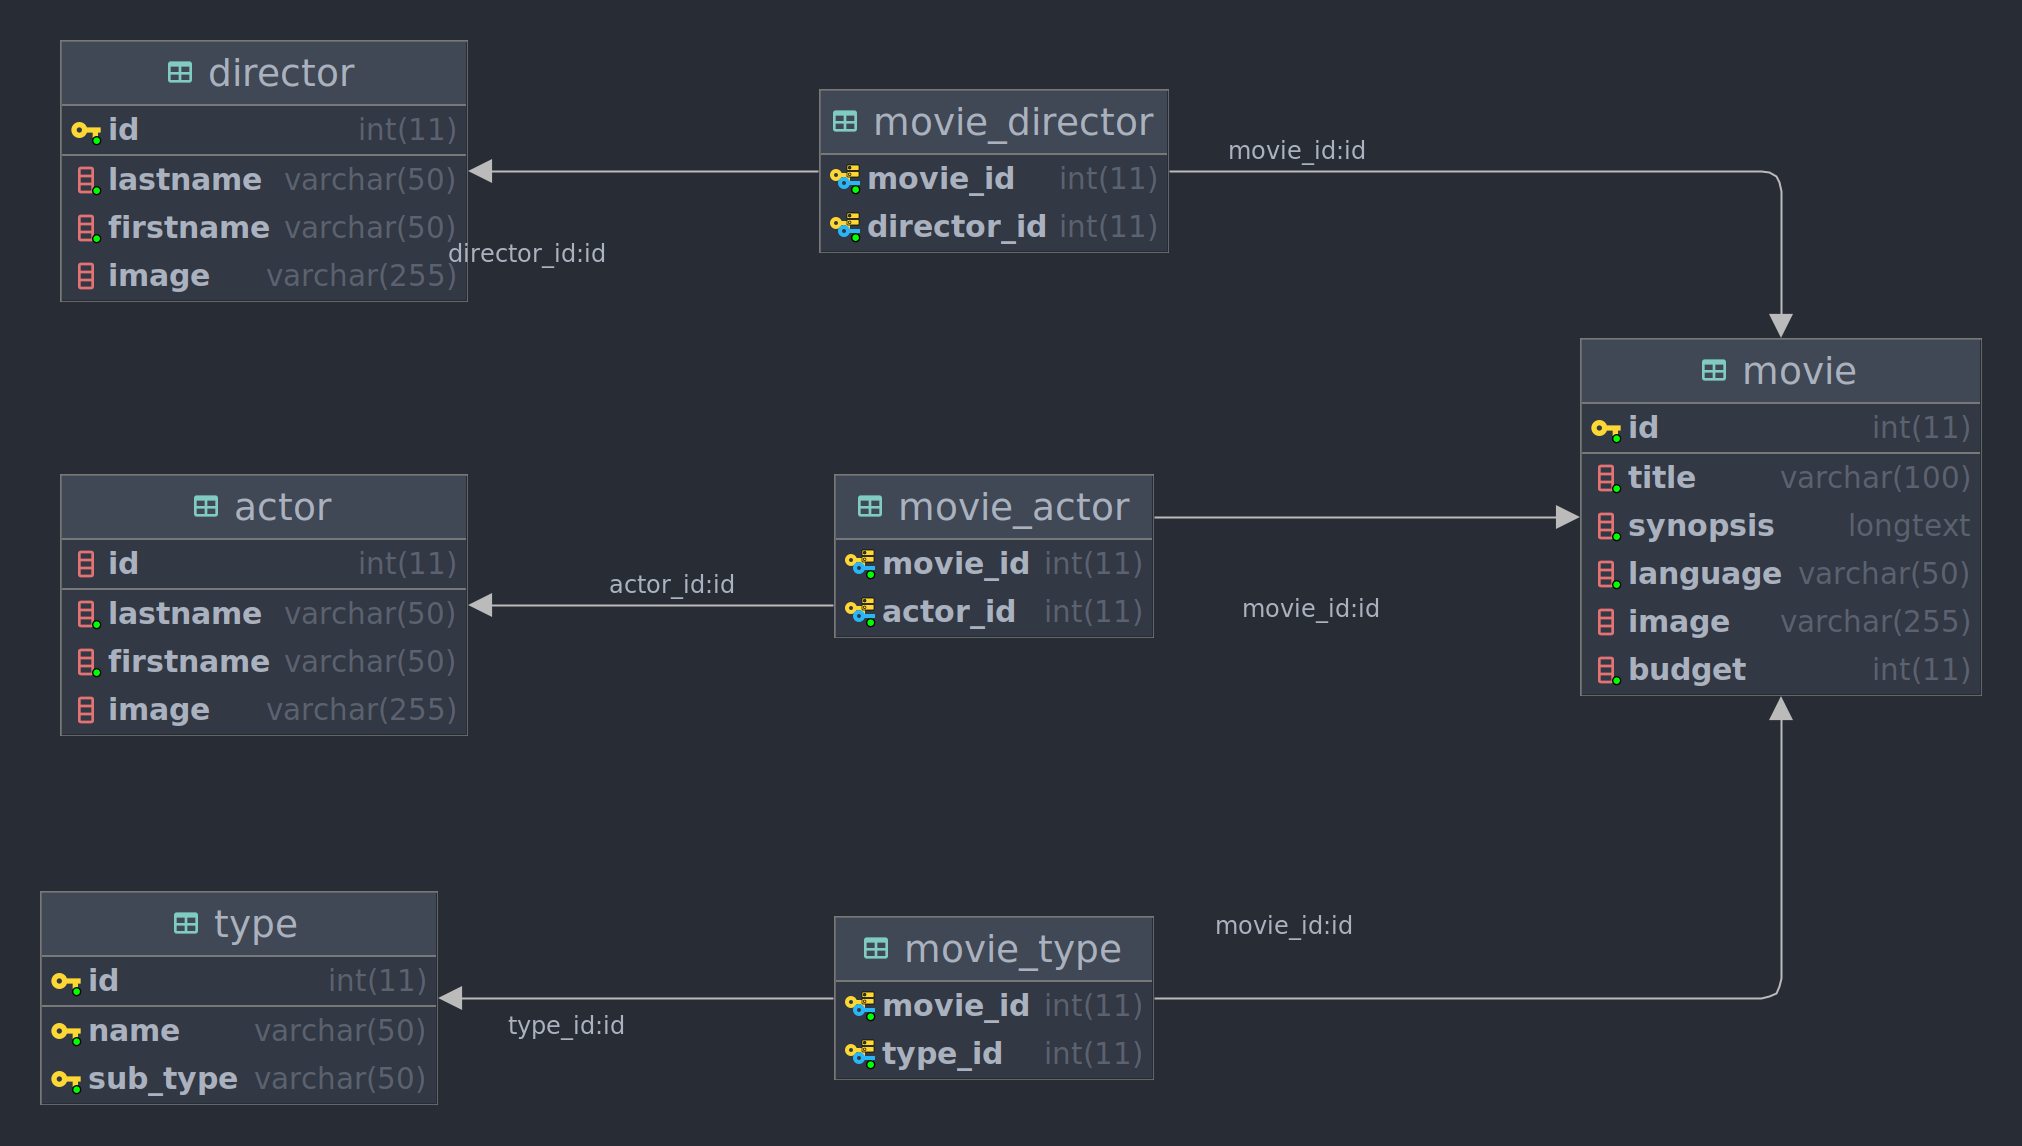 director
id int(11)
lastname varchar(50)
firstname varchar(50)
image varchar(255)
director_id:id
movie_director
movie_id int(11)
director_id int(11)
movie_id:id
movie
id int(11)
title varchar(100)
synopsis longtext
language varchar(50)
image varchar(255)
budget int(11)
actor
id int(11)
lastname varchar(50)
firstname varchar(50)
image varchar(255)
actor_id:id
movie_actor
movie_id int(11)
actor_id int(11)
movie_id:id
type
id int(11)
name varchar(50)
sub_type varchar(50)
type_id:id
movie_type
movie_id int(11)
type_id int(11)
movie_id:id